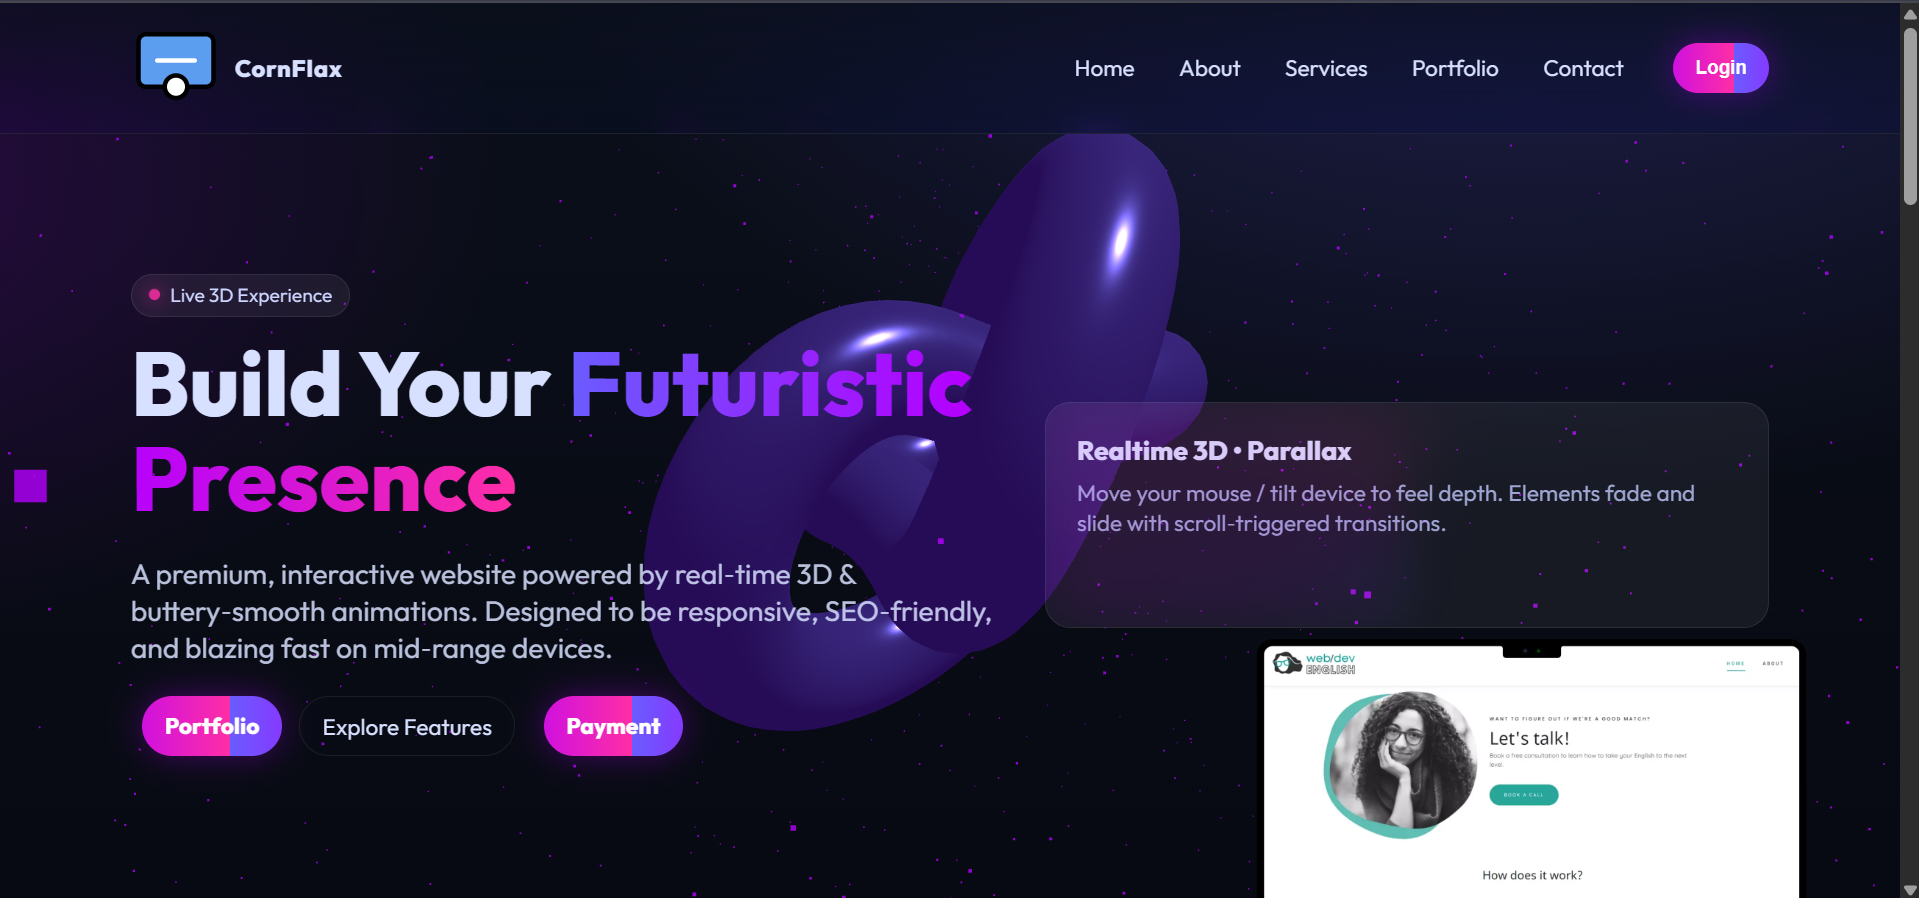 CornFlax
Home About Services Portfolio Contact Login
Live 3D Experience
Build Your Futuristic
Presence
A premium, interactive website powered by real-time 3D &
buttery-smooth animations. Designed to be responsive, SEO-friendly,
and blazing fast on mid-range devices.
Portfolio Explore Features Payment
Realtime 3D • Parallax
Move your mouse / tilt device to feel depth. Elements fade and
slide with scroll-triggered transitions.
web/dev
ENGLISH
HOME ABOUT
WANT TO FIGURE OUT IF WE'RE A GOOD MATCH?
Let's talk!
Book a free consultation to learn how to take your English to the next
level.
BOOK A CALL
How does it work?